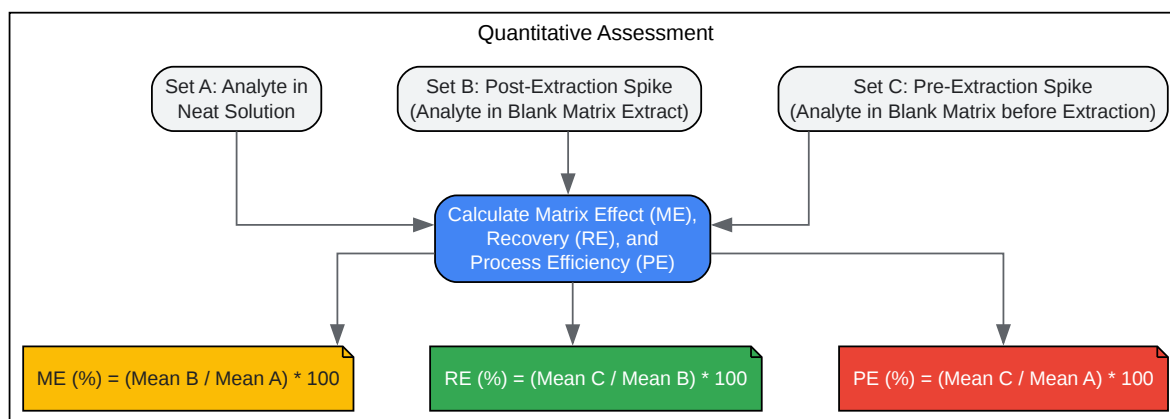 Quantitative Assessment
Set A: Analyte in
Neat Solution
Set B: Post-Extraction Spike
(Analyte in Blank Matrix Extract)
Set C: Pre-Extraction Spike
(Analyte in Blank Matrix before Extraction)
Calculate Matrix Effect (ME),
Recovery (RE), and
Process Efficiency (PE)
ME (%) = (Mean B / Mean A) * 100
RE (%) = (Mean C / Mean B) * 100
PE (%) = (Mean C / Mean A) * 100